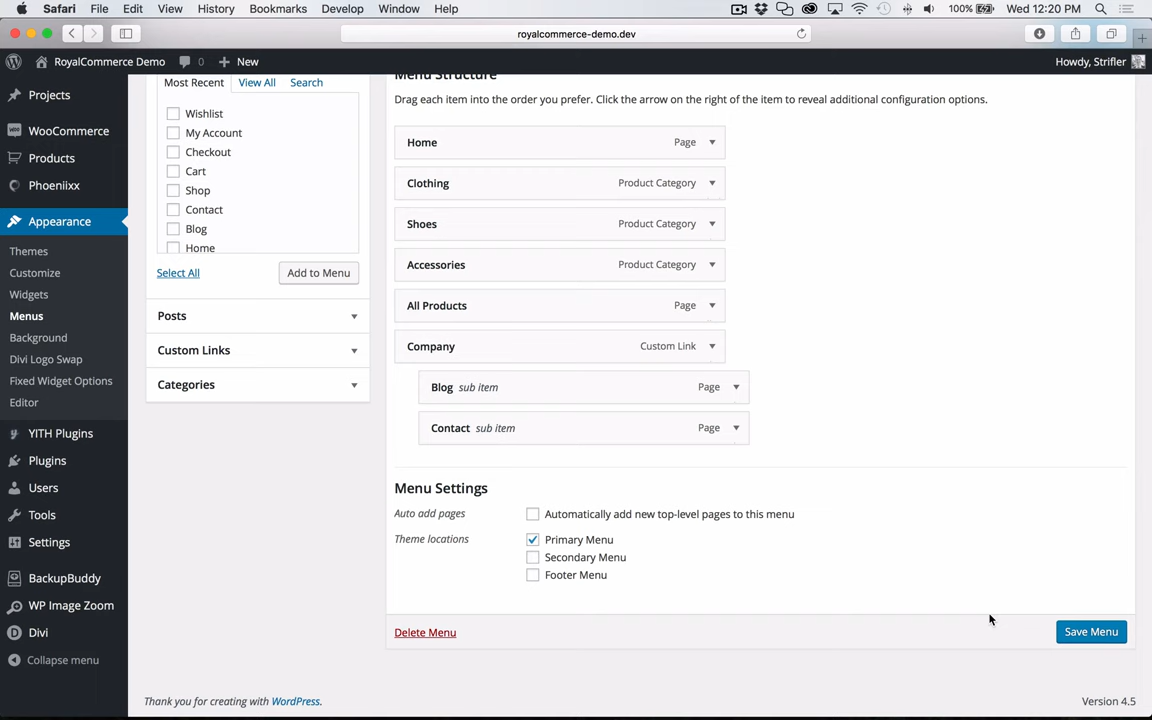 Safari File Edit View History Bookmarks Develop Window Help 100% Wed 12:20 PM
royalcommerce-demo.dev
RoyalCommerce Demo 0 New Howdy, Strifler
Projects
WooCommerce
Products
Phoeniixx
Appearance
Themes
Customize
Widgets
Menus
Background
Divi Logo Swap
Fixed Widget Options
Editor
YITH Plugins
Plugins
Users
Tools
Settings
BackupBuddy
WP Image Zoom
Divi
Collapse menu
Most Recent View All Search
Wishlist
My Account
Checkout
Cart
Shop
Contact
Blog
Home
Select All Add to Menu
Posts
Custom Links
Categories
Menu Structure
Drag each item into the order you prefer. Click the arrow on the right of the item to reveal additional configuration options.
Home Page
Clothing Product Category
Shoes Product Category
Accessories Product Category
All Products Page
Company Custom Link
Blog sub item Page
Contact sub item Page
Menu Settings
Auto add pages Automatically add new top-level pages to this menu
Theme locations Primary Menu
Secondary Menu
Footer Menu
Delete Menu Save Menu
Thank you for creating with WordPress. Version 4.5